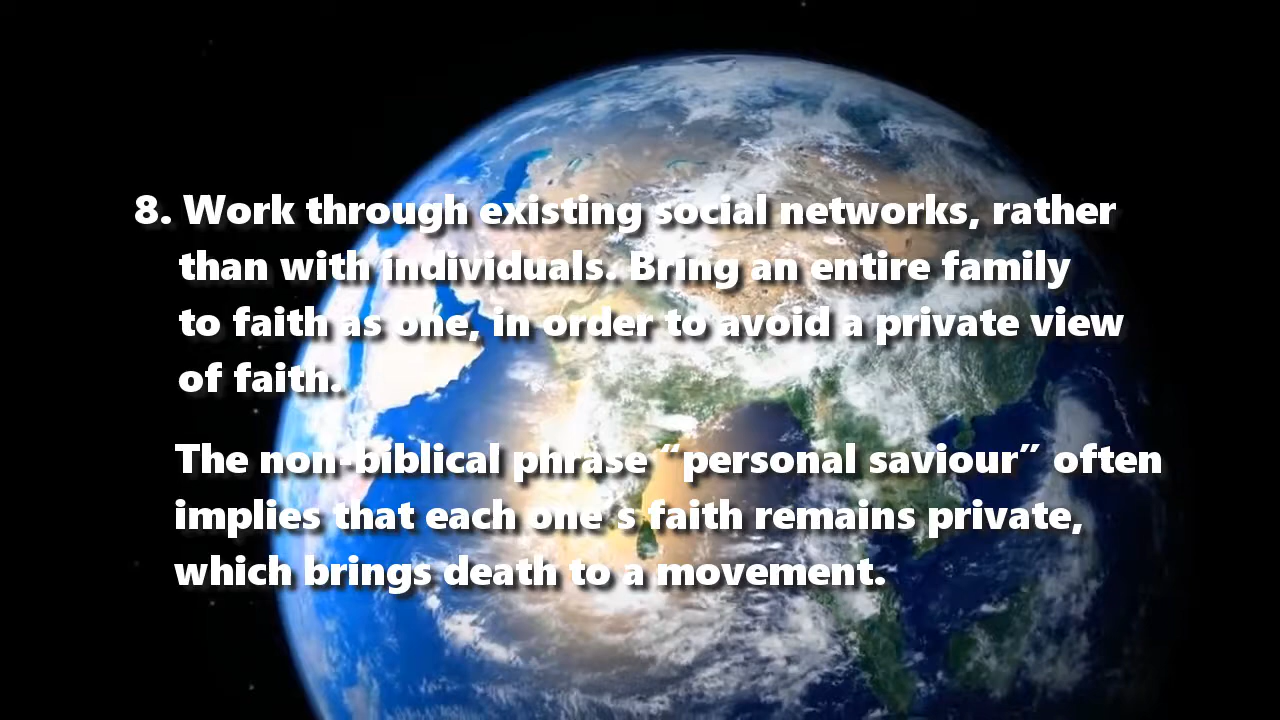 8. Work through existing social networks, rather
than with individuals. Bring an entire family
to faith as one, in order to avoid a private view
of faith.
The non-biblical phrase “personal saviour” often
implies that each one's faith remains private,
which brings death to a movement.